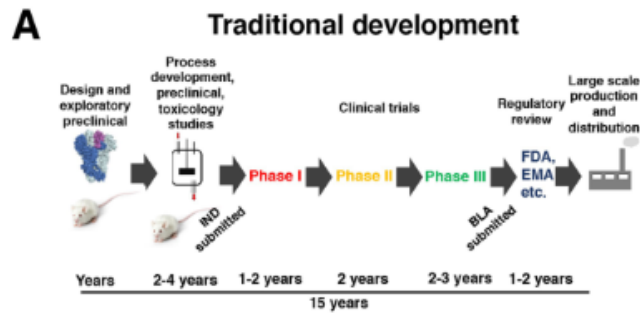 A
Traditional development
Design and
exploratory
preclinical
Process
development,
preclinical,
toxicology
studies
Clinical trials
Regulatory
review
Large scale
production
and
distribution
IND
submitted
Phase I
Phase II
Phase III
BLA
submitted
FDA,
EMA
etc.
Years
2-4 years
1-2 years
2 years
2-3 years
1-2 years
15 years